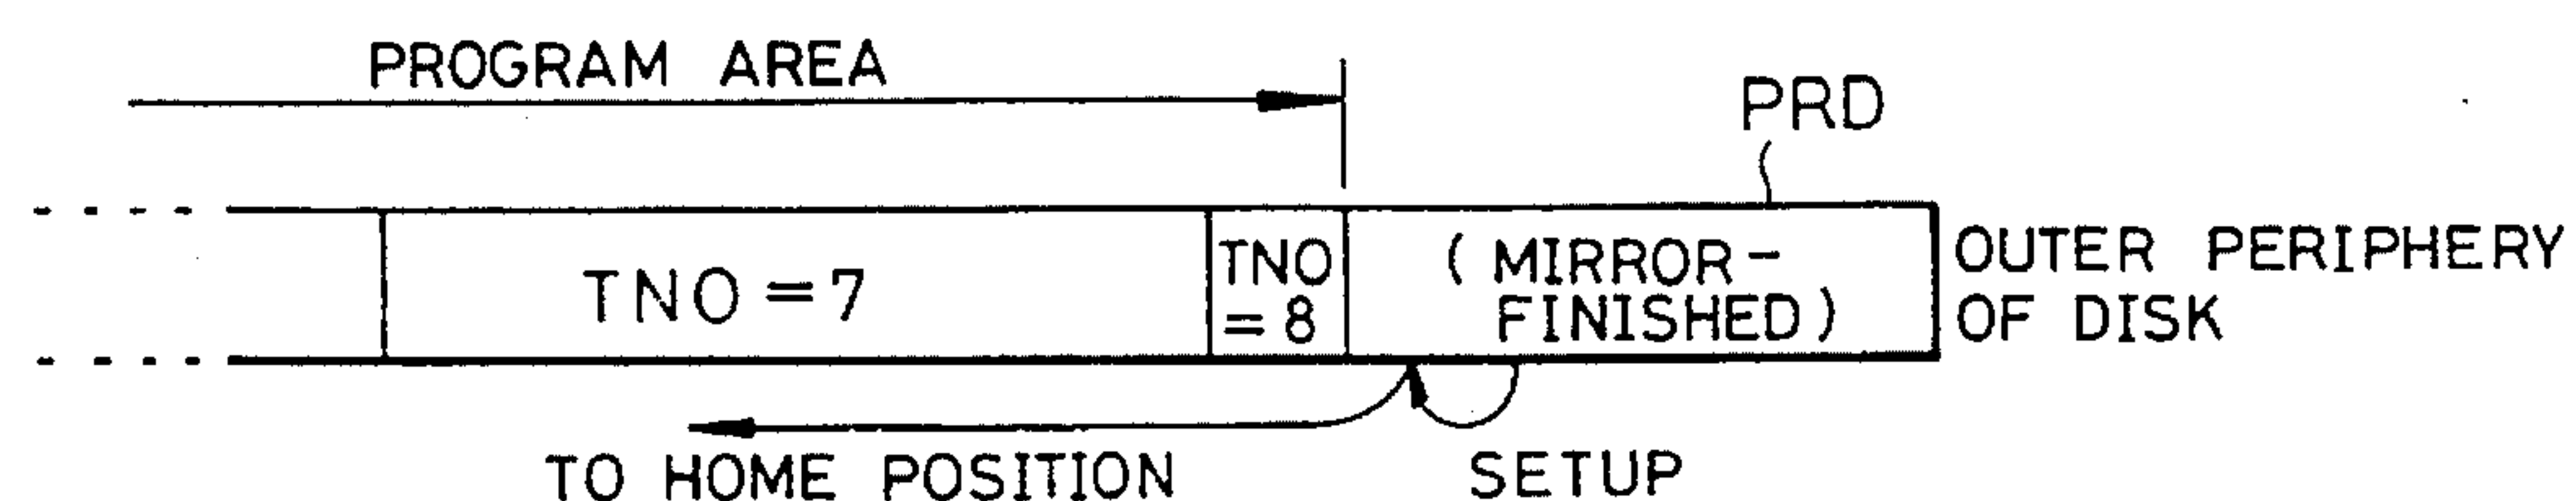 PROGRAM AREA
PRD
TNO = 7
TNO
= 8
( MIRROR-
FINISHED )
OUTER PERIPHERY
OF DISK
TO HOME POSITION
SETUP